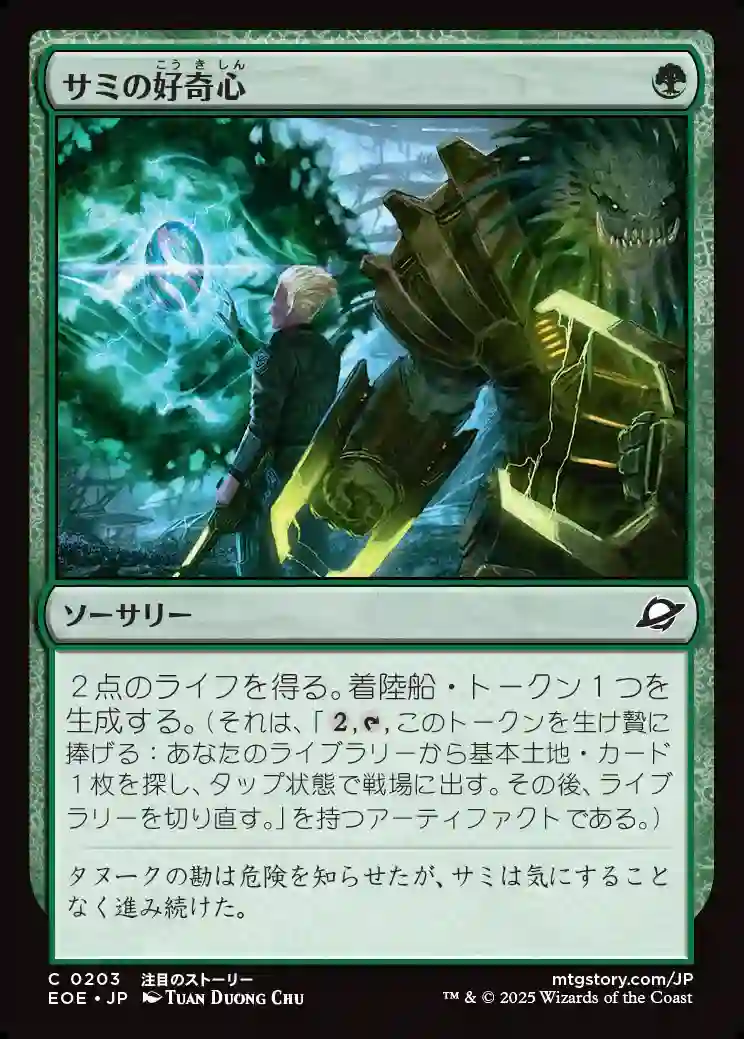 こうきしん
サミの好奇心
ソーサリー
２点のライフを得る。着陸船・トークン１つを
生成する。（それは、「2,T,このトークンを生け贄に
捧げる：あなたのライブラリーから基本土地・カード
１枚を探し、タップ状態で戦場に出す。その後、ライブ
ラリーを切り直す。」を持つアーティファクトである。）
タヌークの勘は危険を知らせたが、サミは気にすること
なく進み続けた。
C 0203 注目のストーリー
mtgstory.com/JP
EOE • JP Tuan Duong Chu
™ & © 2025 Wizards of the Coast